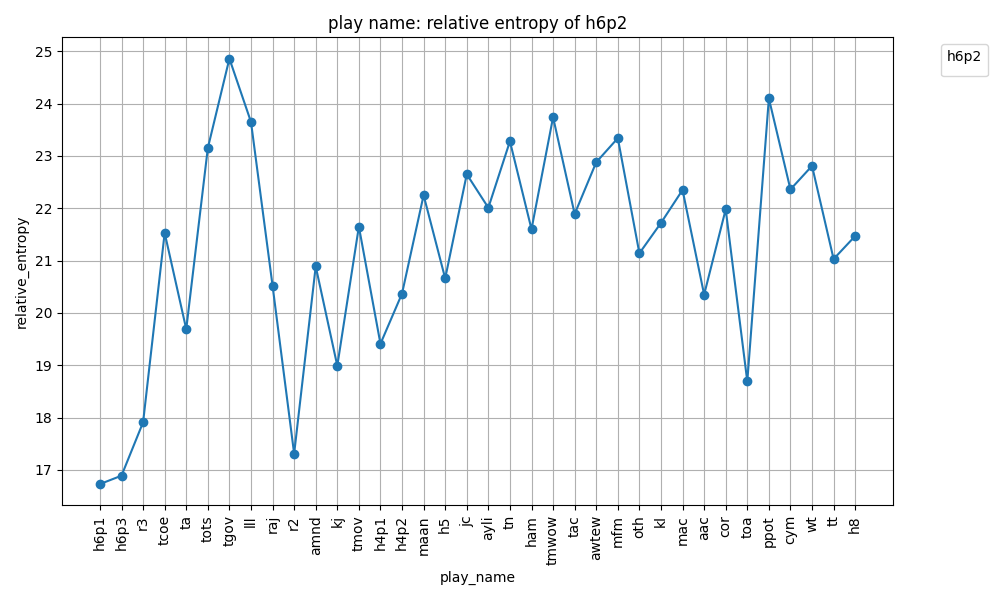 play name: relative entropy of h6p2
h6p2
relative_entropy
25
24
23
22
21
20
19
18
17
h6p1
h6p3
r3
tcoe
ta
tots
tgov
lll
raj
r2
amnd
kj
tmov
h4p1
h4p2
maan
h5
jc
ayli
tn
ham
tmwow
tac
awtew
mfm
oth
kl
mac
aac
cor
toa
ppot
cym
wt
tt
h8
play_name